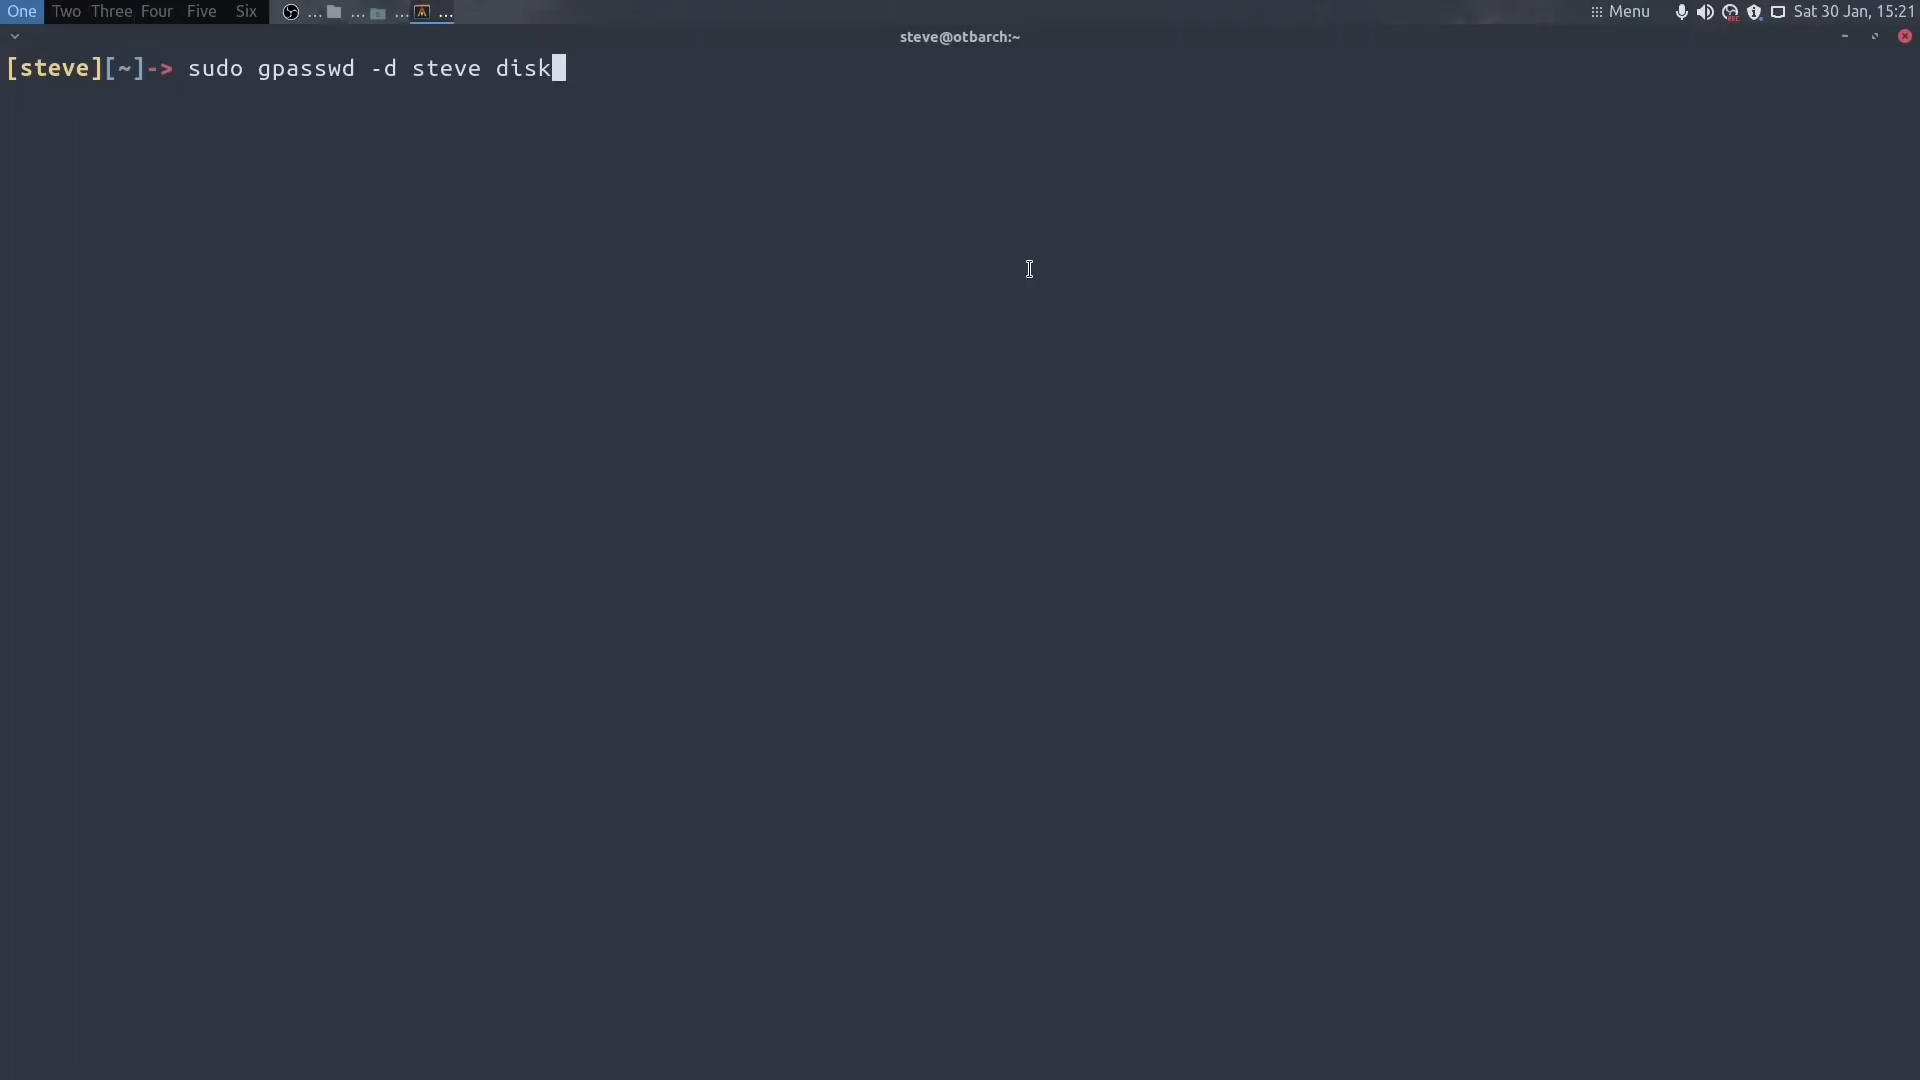 One Two Three Four Five Six ... ... ... ... Menu Sat 30 Jan, 15:21
steve@otbarch:~
[steve][~]-> sudo gpasswd -d steve disk